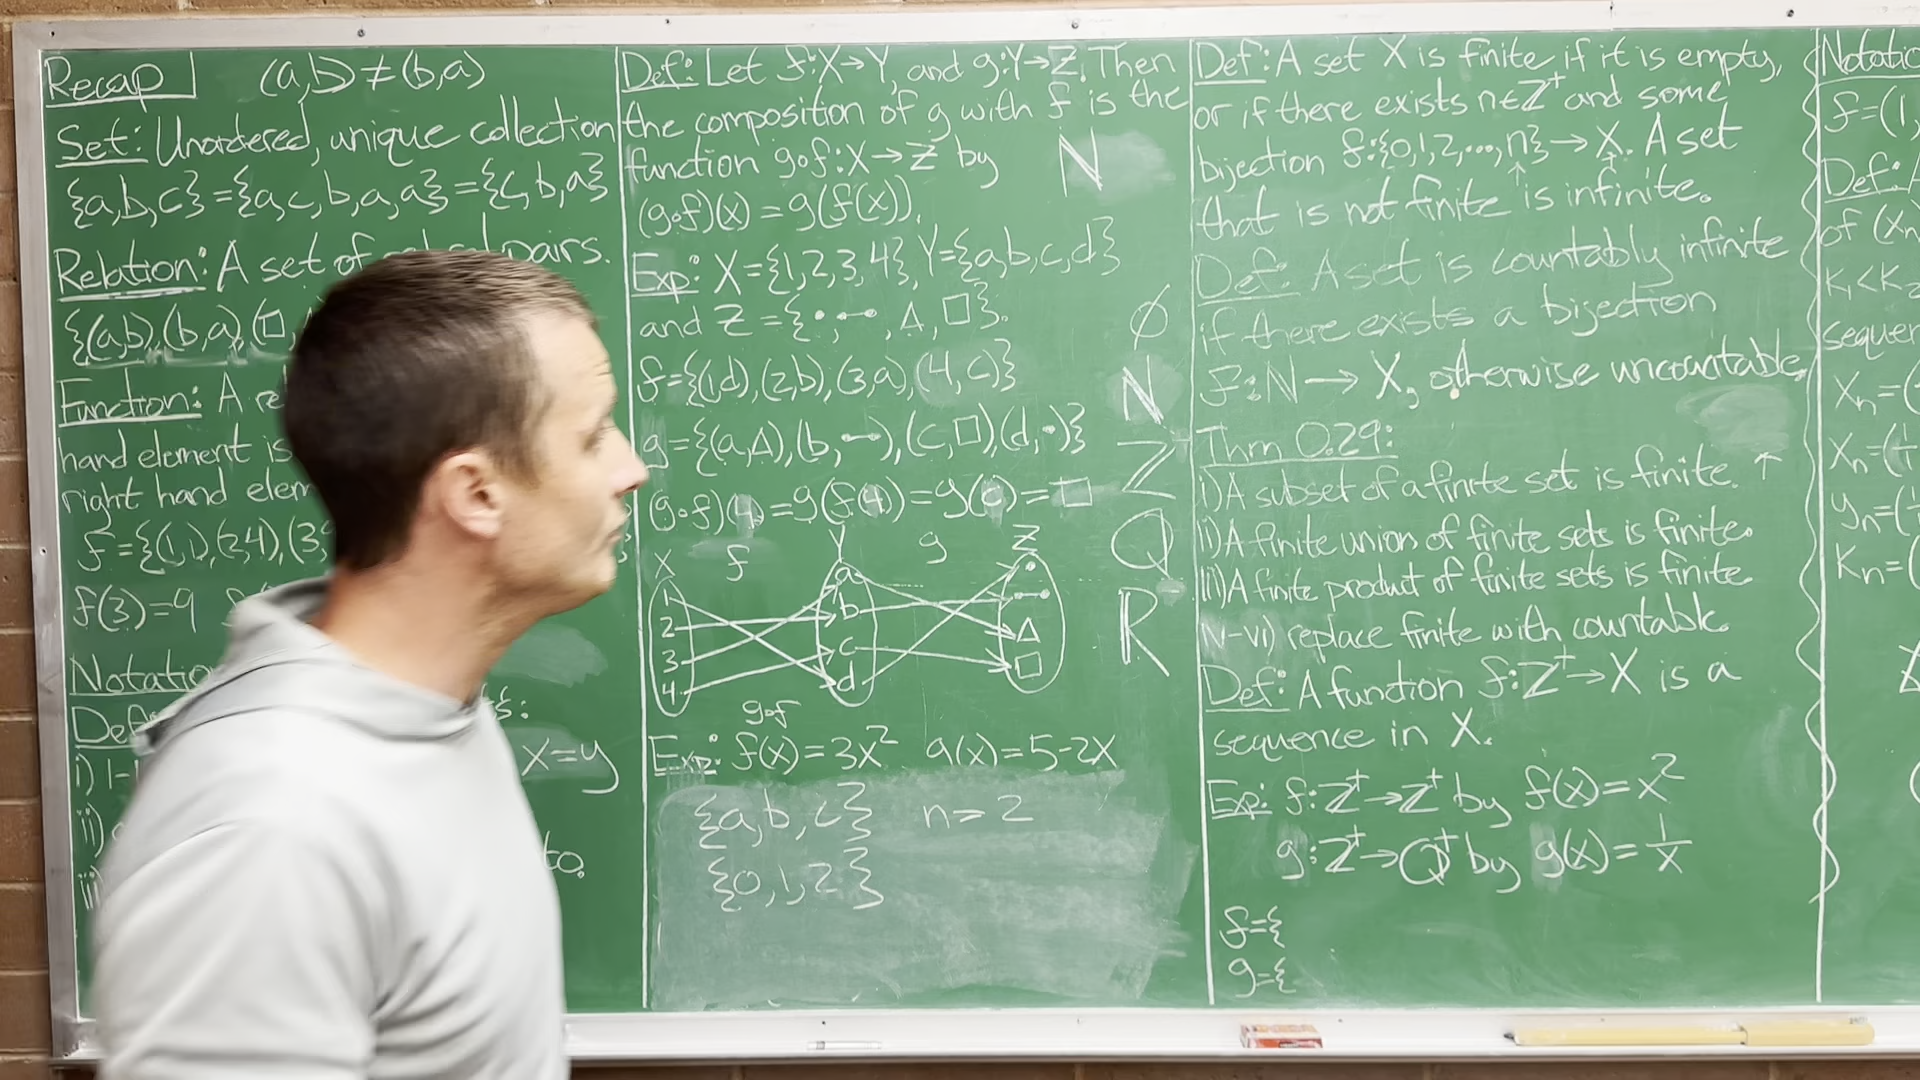 Recap (a,b) ≠ (b,a)
Set: Unordered, unique collection
{a,b,c} = {a,c,b,a,a} = {c,b,a}
Relation: A set of pairs.
{(a,b),(b,a),(□,
Function: A
hand element is
right hand elem
f={(1,1),(2,4),(3,9
f(3)=9
Notation
Def
i) 1-1 x=y
ii) to.
iii)
Def: Let f:X→Y, and g:Y→Z. Then
the composition of g with f is the
function g∘f:X→Z by N
(g∘f)(x) = g(f(x)).
Exp: X={1,2,3,4}, Y={a,b,c,d}
and Z={•,•–•,Δ,□}.
f={(1,d),(2,b),(3,a),(4,c)}
g={(a,Δ),(b,•–•),(c,□),(d,•)}
(g∘f)(4)=g(f(4))=g(c)=□
X f Y g Z
1 a •
2 b •–•
3 c Δ
4 d □
g∘f
Exp: f(x)=3x² g(x)=5-2x
{a,b,c} n=2
{0,1,2}
∅
N
Z
Q
R
Def: A set X is finite if it is empty,
or if there exists n∈Z⁺ and some
bijection f:{0,1,2,...,n}→X. A set
that is not finite is infinite.
Def: A set is countably infinite
if there exists a bijection
f:N→X, otherwise uncountable.
Thm 0.29:
i) A subset of a finite set is finite.
ii) A finite union of finite sets is finite.
iii) A finite product of finite sets is finite.
iv-vi) replace finite with countable.
Def: A function f:Z⁺→X is a
sequence in X.
Exp: f:Z⁺→Z⁺ by f(x)=x²
g:Z⁺→Q⁺ by g(x)=1/x
f={
g={
Notatio
f=(1,
Def: A
of (xₙ
k₁<k₂
sequen
Xₙ=(
Xₙ=(
yₙ=(
Kₙ=(